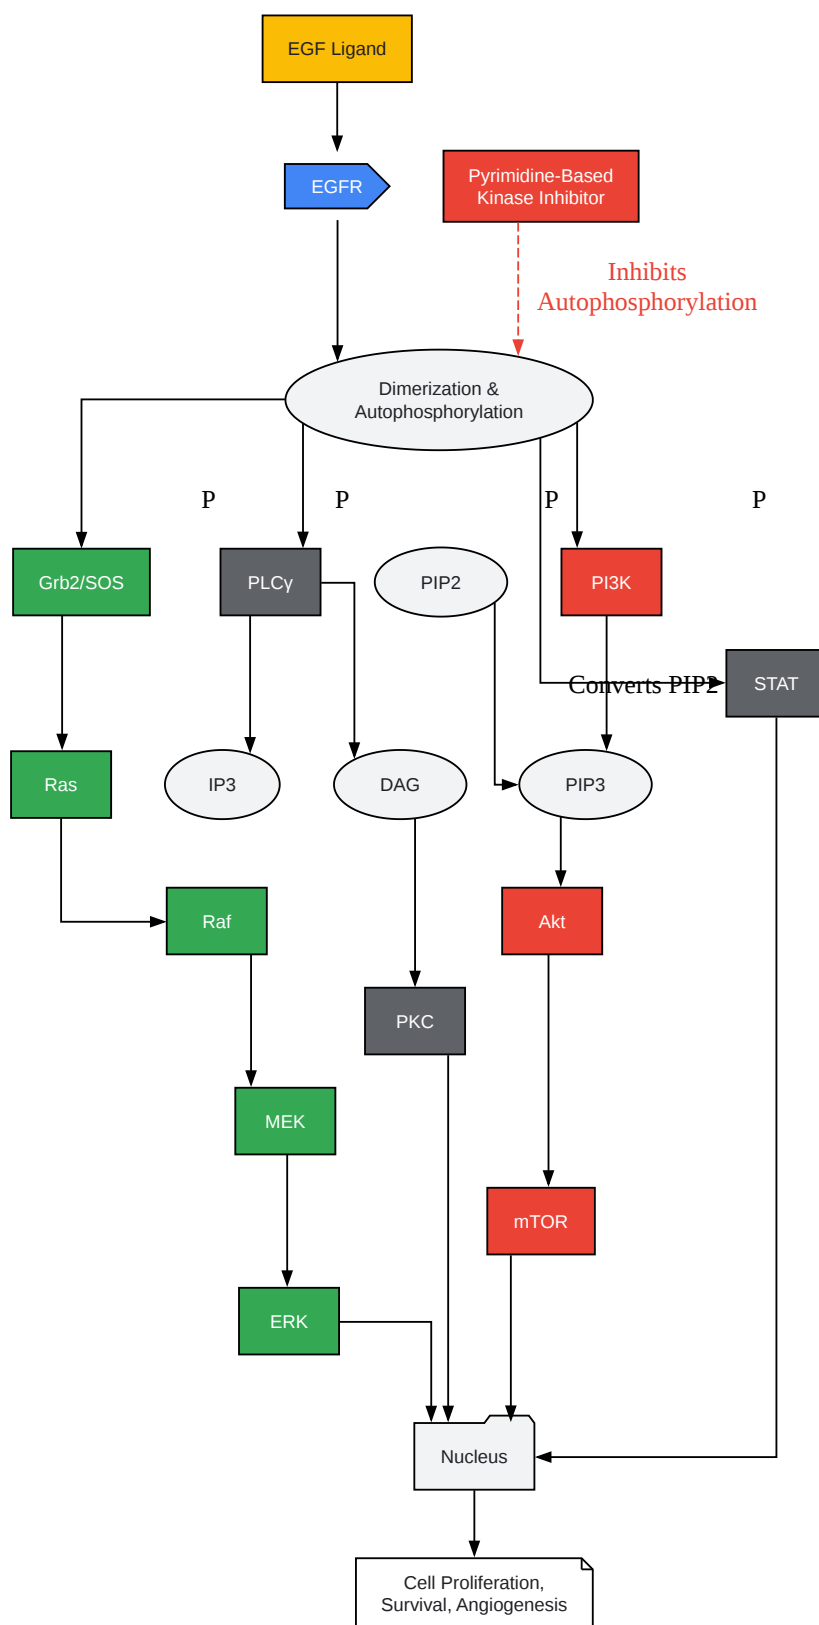 EGF Ligand
EGFR
Pyrimidine-Based
Kinase Inhibitor
Inhibits
Autophosphorylation
Dimerization &
Autophosphorylation
P
P
P
P
Grb2/SOS
PLCγ
PIP2
PI3K
Converts PIP2
STAT
Ras
IP3
DAG
PIP3
Raf
Akt
PKC
MEK
mTOR
ERK
Nucleus
Cell Proliferation,
Survival, Angiogenesis